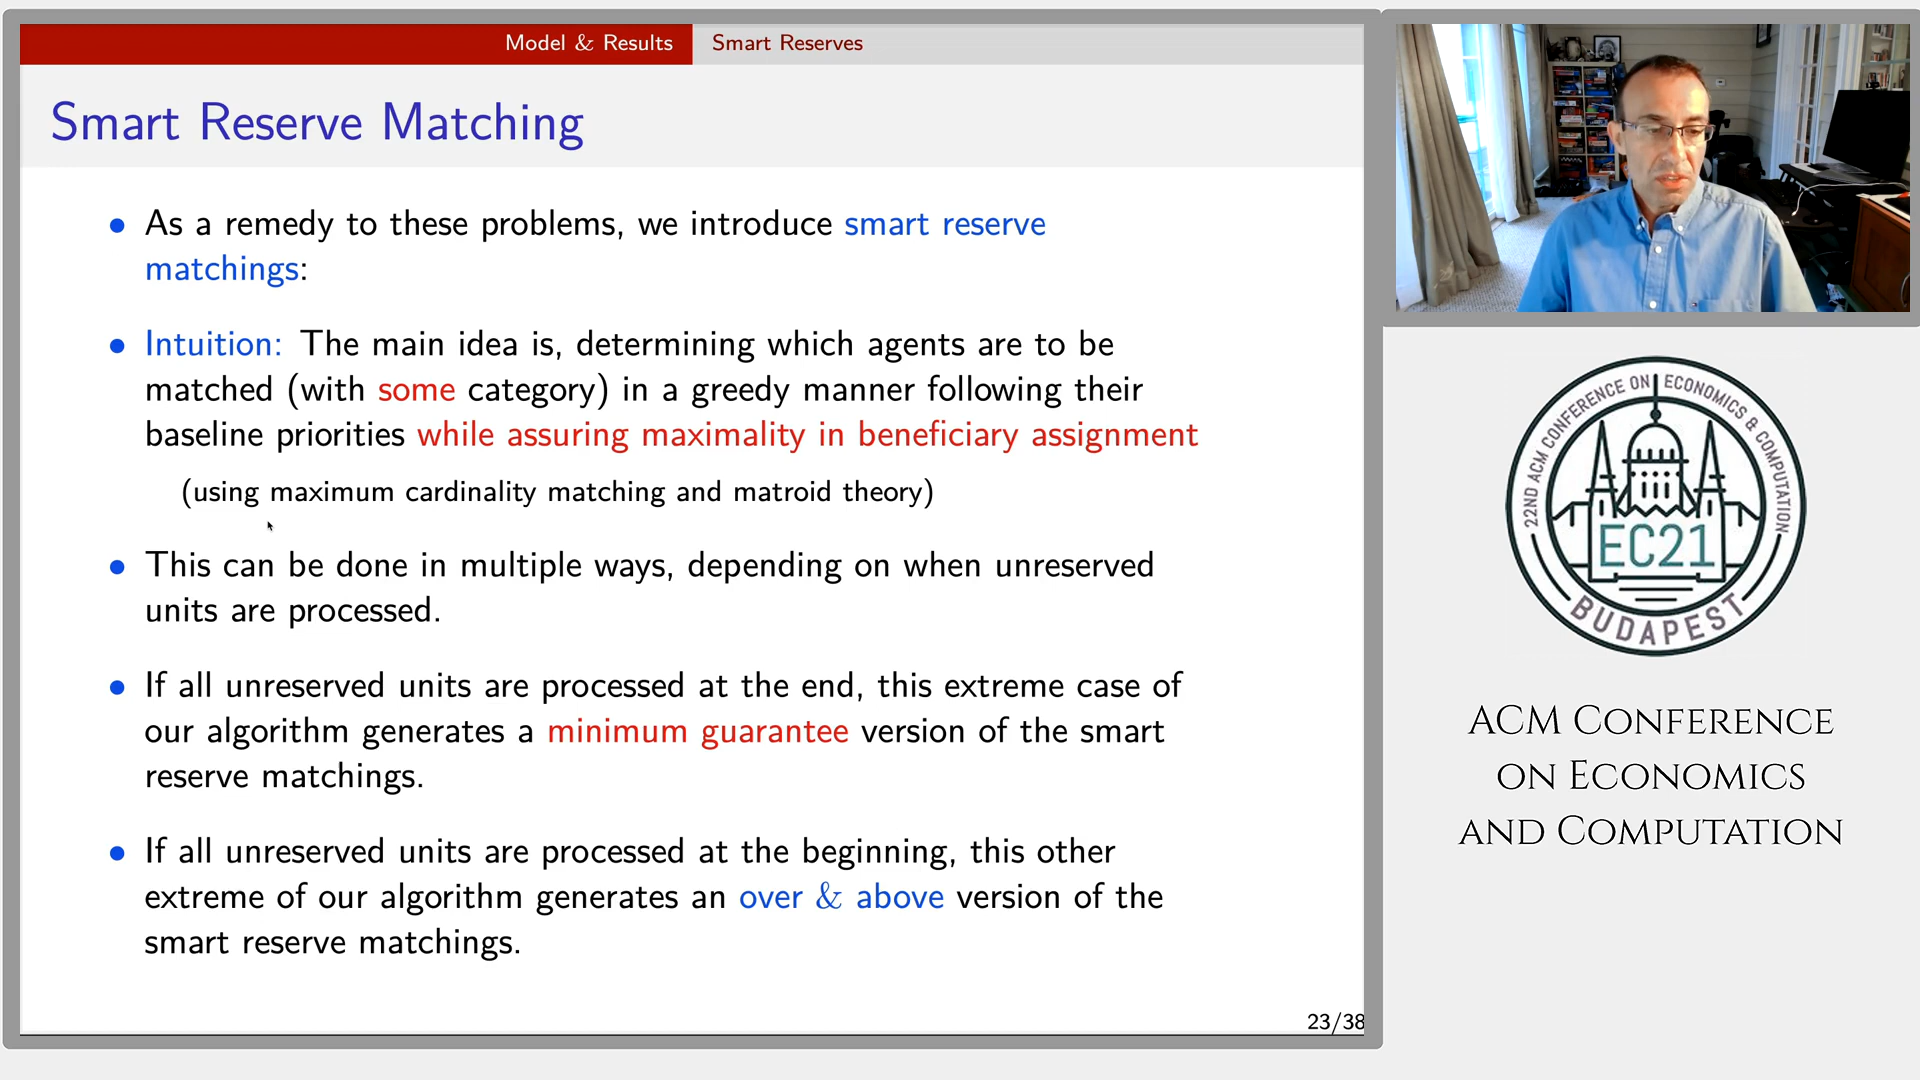 Model & Results Smart Reserves
Smart Reserve Matching
• As a remedy to these problems, we introduce smart reserve
matchings:
• Intuition: The main idea is, determining which agents are to be
matched (with some category) in a greedy manner following their
baseline priorities while assuring maximality in beneficiary assignment
(using maximum cardinality matching and matroid theory)
• This can be done in multiple ways, depending on when unreserved
units are processed.
• If all unreserved units are processed at the end, this extreme case of
our algorithm generates a minimum guarantee version of the smart
reserve matchings.
• If all unreserved units are processed at the beginning, this other
extreme of our algorithm generates an over & above version of the
smart reserve matchings.
23/38
22ND ACM CONFERENCE ON ECONOMICS & COMPUTATION
EC21
BUDAPEST
ACM CONFERENCE
ON ECONOMICS
AND COMPUTATION